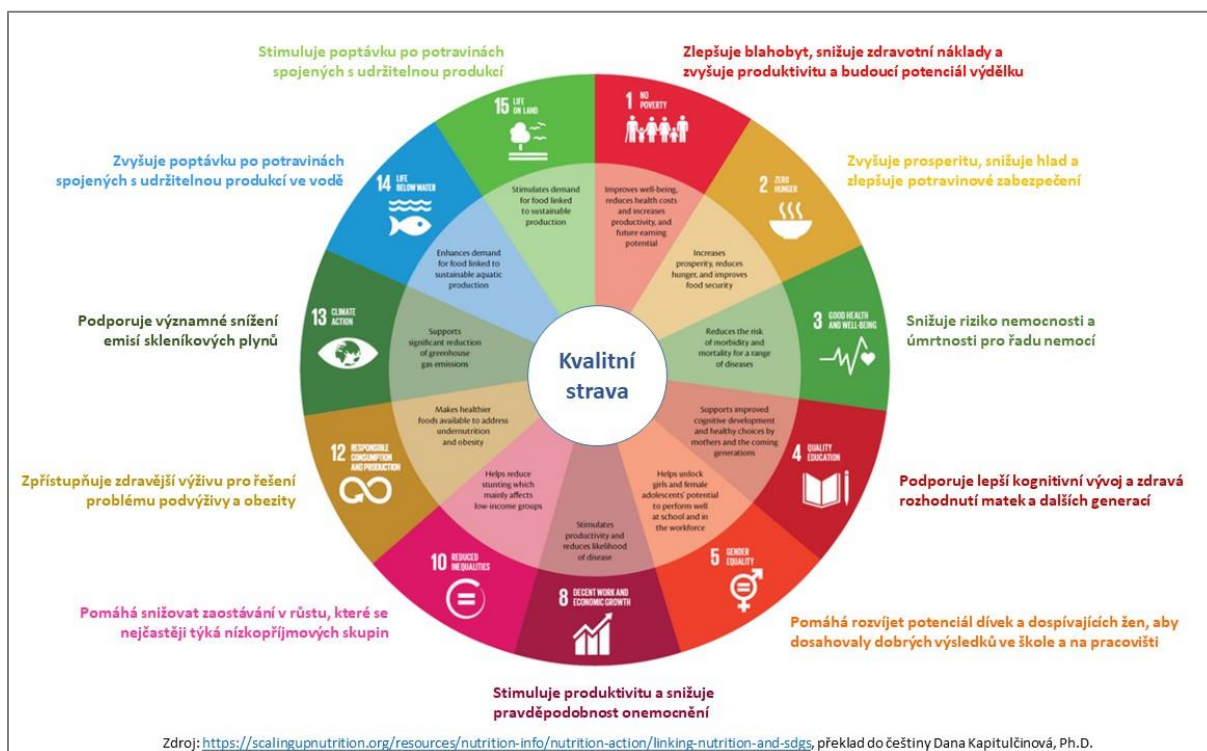 Stimuluje poptávku po potravinách
spojených s udržitelnou produkcí
Zlepšuje blahobyt, snižuje zdravotní náklady a
zvyšuje produktivitu a budoucí potenciál výdělku
Zvyšuje poptávku po potravinách
spojených s udržitelnou produkcí ve vodě
Zvyšuje prosperitu, snižuje hlad a
zlepšuje potravinové zabezpečení
Podporuje významné snížení
emisí skleníkových plynů
Snižuje riziko nemocnosti a
úmrtnosti pro řadu nemocí
Zpřístupňuje zdravější výživu pro řešení
problému podvýživy a obezity
Podporuje lepší kognitivní vývoj a zdravá
rozhodnutí matek a dalších generací
Pomáhá snižovat zaostávání v růstu, které se
nejčastěji týká nízkopříjmových skupin
Pomáhá rozvíjet potenciál dívek a dospívajících žen, aby
dosahovaly dobrých výsledků ve škole a na pracovišti
Stimuluje produktivitu a snižuje
pravděpodobnost onemocnění
1 NO
POVERTY
Improves well-being,
reduces health costs
and increases
productivity, and
future earning
potential
2 ZERO
HUNGER
Increases
prosperity, reduces
hunger, and improves
food security
3 GOOD HEALTH
AND WELL-BEING
Reduces the risk
of morbidity and
mortality for a range
of diseases
4 QUALITY
EDUCATION
Supports improved
cognitive development
and healthy choices by
mothers and the coming
generations
5 GENDER
EQUALITY
Helps unlock
girls and female
adolescents' potential
to perform well
at school and in
the workforce
8 DECENT WORK AND
ECONOMIC GROWTH
Stimulates
productivity and
reduces likelihood
of disease
10 REDUCED
INEQUALITIES
Helps reduce
stunting which
mainly affects
low-income groups
12 RESPONSIBLE
CONSUMPTION
AND PRODUCTION
Makes healthier
foods available to address
undernutrition
and obesity
13 CLIMATE
ACTION
Supports
significant reduction
of greenhouse
gas emissions
14 LIFE
BELOW WATER
Enhances demand
for food linked to
sustainable aquatic
production
15 LIFE
ON LAND
Stimulates demand
for food linked
to sustainable
production
Kvalitní
strava
Zdroj: https://scalingupnutrition.org/resources/nutrition-info/nutrition-action/linking-nutrition-and-sdgs, překlad do češtiny Dana Kapitulčinová, Ph.D.